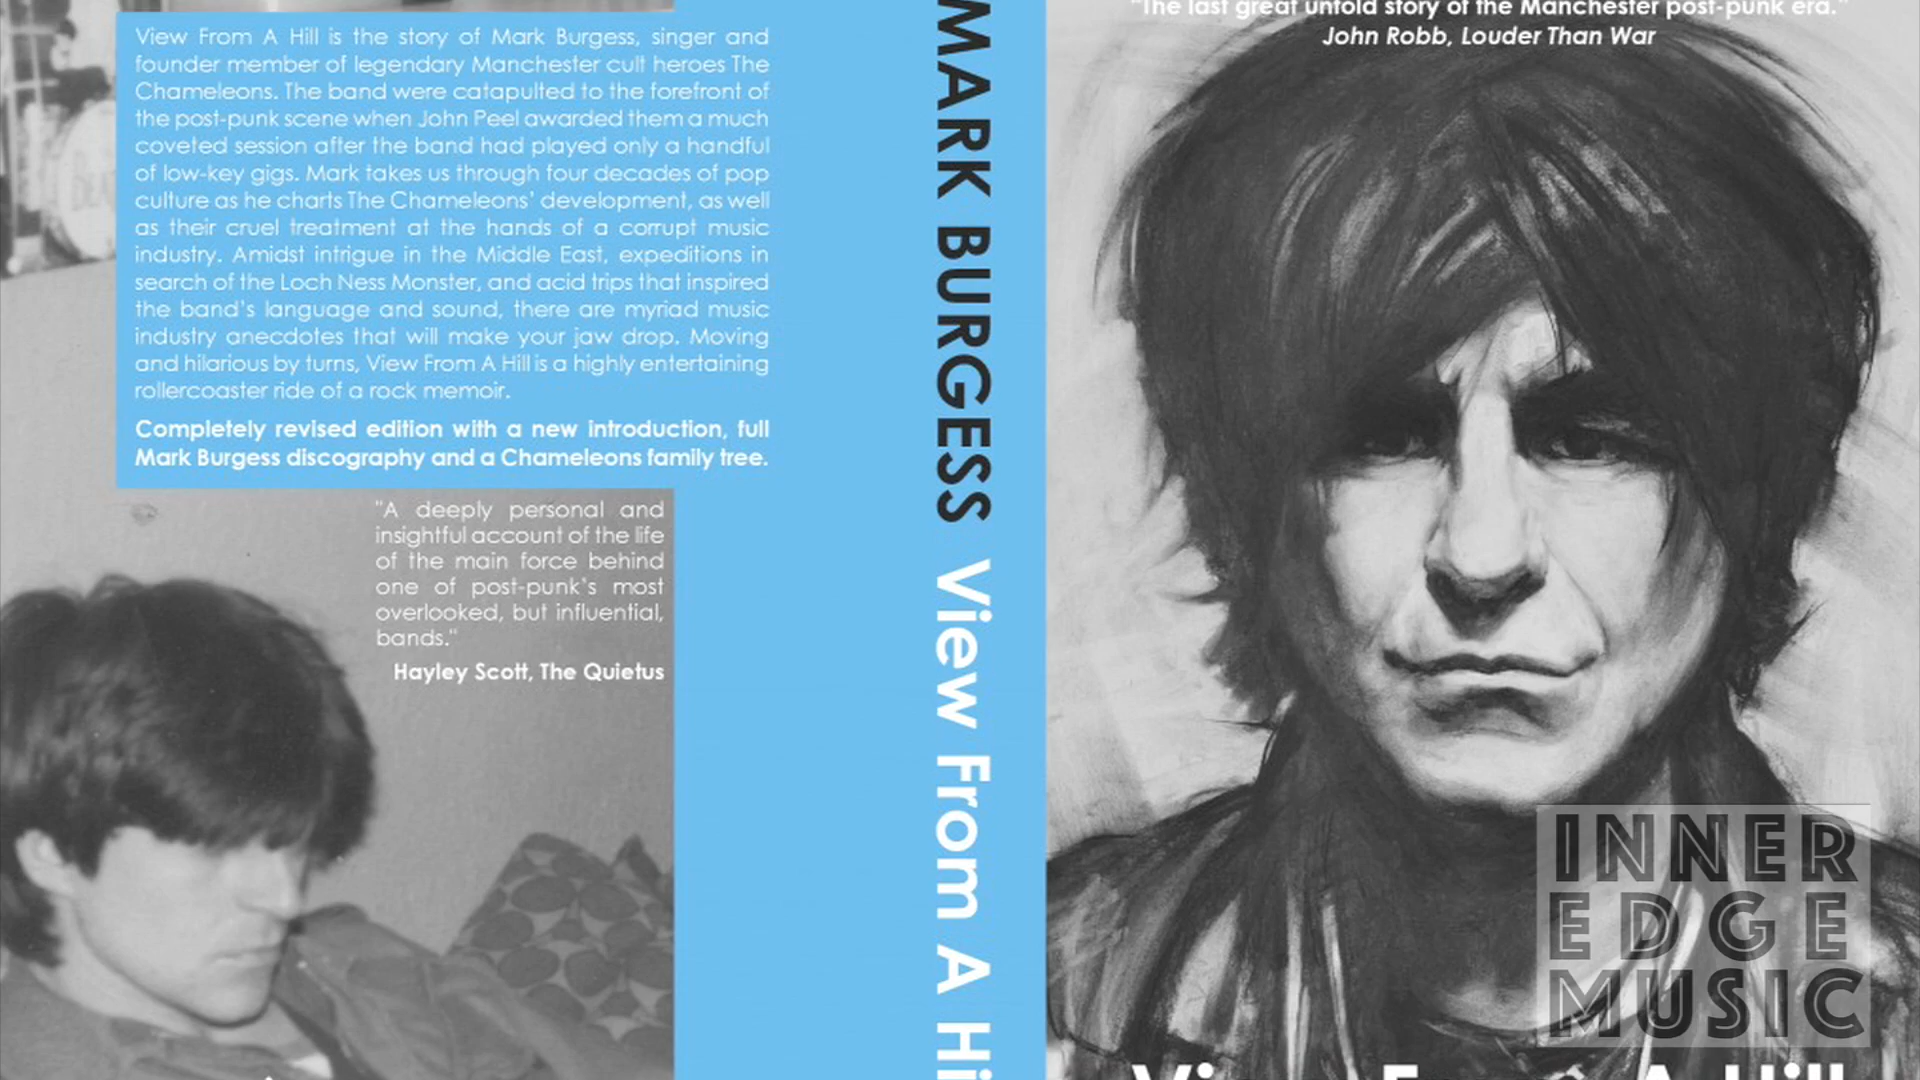 View From A Hill is the story of Mark Burgess, singer and
founder member of legendary Manchester cult heroes The
Chameleons. The band were catapulted to the forefront of
the post-punk scene when John Peel awarded them a much
coveted session after the band had played only a handful
of low-key gigs. Mark takes us through four decades of pop
culture as he charts The Chameleons' development, as well
as their cruel treatment at the hands of a corrupt music
industry. Amidst intrigue in the Middle East, expeditions in
search of the Loch Ness Monster, and acid trips that inspired
the band's language and sound, there are myriad music
industry anecdotes that will make your jaw drop. Moving
and hilarious by turns, View From A Hill is a highly entertaining
rollercoaster ride of a rock memoir.
Completely revised edition with a new introduction, full
Mark Burgess discography and a Chameleons family tree.
"A deeply personal and
insightful account of the life
of the main force behind
one of post-punk's most
overlooked, but influential,
bands."
Hayley Scott, The Quietus
MARK BURGESS View From A Hi
"The last great untold story of the Manchester post-punk era."
John Robb, Louder Than War
INNER
EDGE
MUSIC
View From A Hill